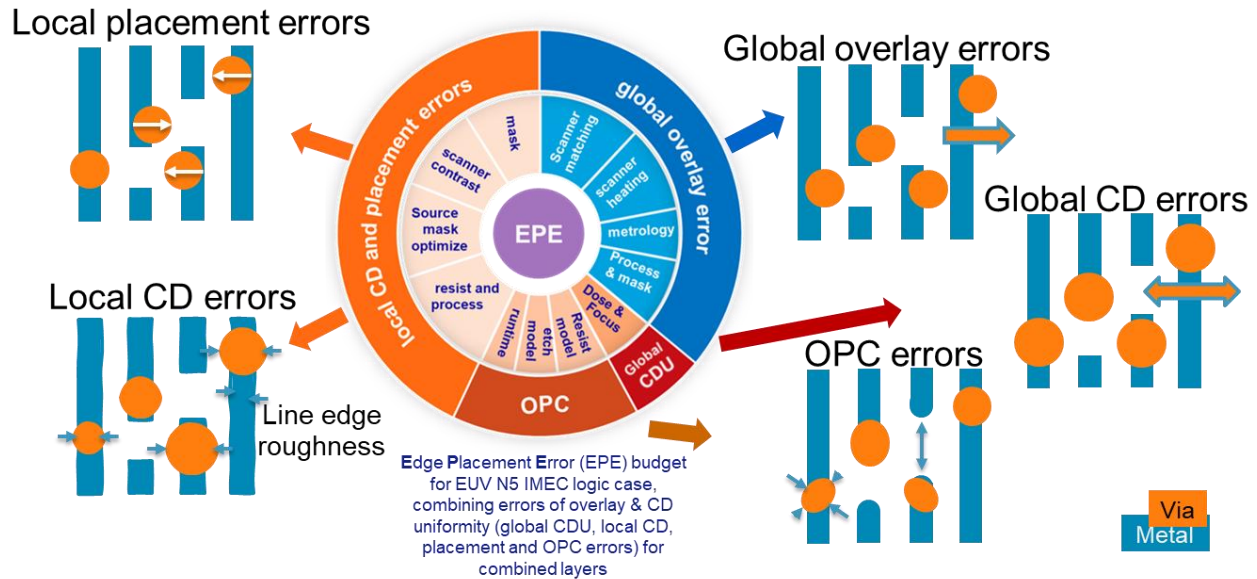 Local placement errors
Global overlay errors
Global CD errors
Local CD errors
Line edge
roughness
OPC errors
local CD and placement errors
global overlay error
Global
CDU
OPC
EPE
mask
scanner
contrast
Source
mask
optimize
resist and
process
runtime
etch
model
Resist
model
Dose &
Focus
Process
& mask
metrology
scanner
heating
Scanner
matching
Edge Placement Error (EPE) budget
for EUV N5 IMEC logic case,
combining errors of overlay & CD
uniformity (global CDU, local CD,
placement and OPC errors) for
combined layers
Via
Metal